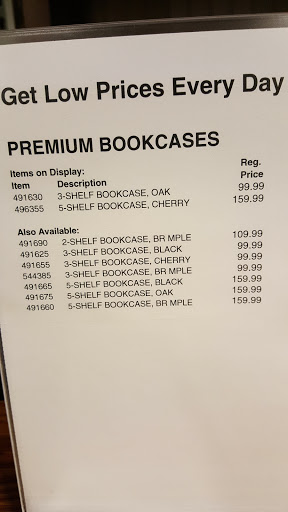 Get Low Prices Every Day
PREMIUM BOOKCASES
Items on Display: Reg.
Item Description Price
491630 3-SHELF BOOKCASE, OAK 99.99
496355 5-SHELF BOOKCASE, CHERRY 159.99
Also Available:
491690 2-SHELF BOOKCASE, BR MPLE 109.99
491625 3-SHELF BOOKCASE, BLACK 99.99
491655 3-SHELF BOOKCASE, CHERRY 99.99
544385 3-SHELF BOOKCASE, BR MPLE 99.99
491665 5-SHELF BOOKCASE, BLACK 159.99
491675 5-SHELF BOOKCASE, OAK 159.99
491660 5-SHELF BOOKCASE, BR MPLE 159.99